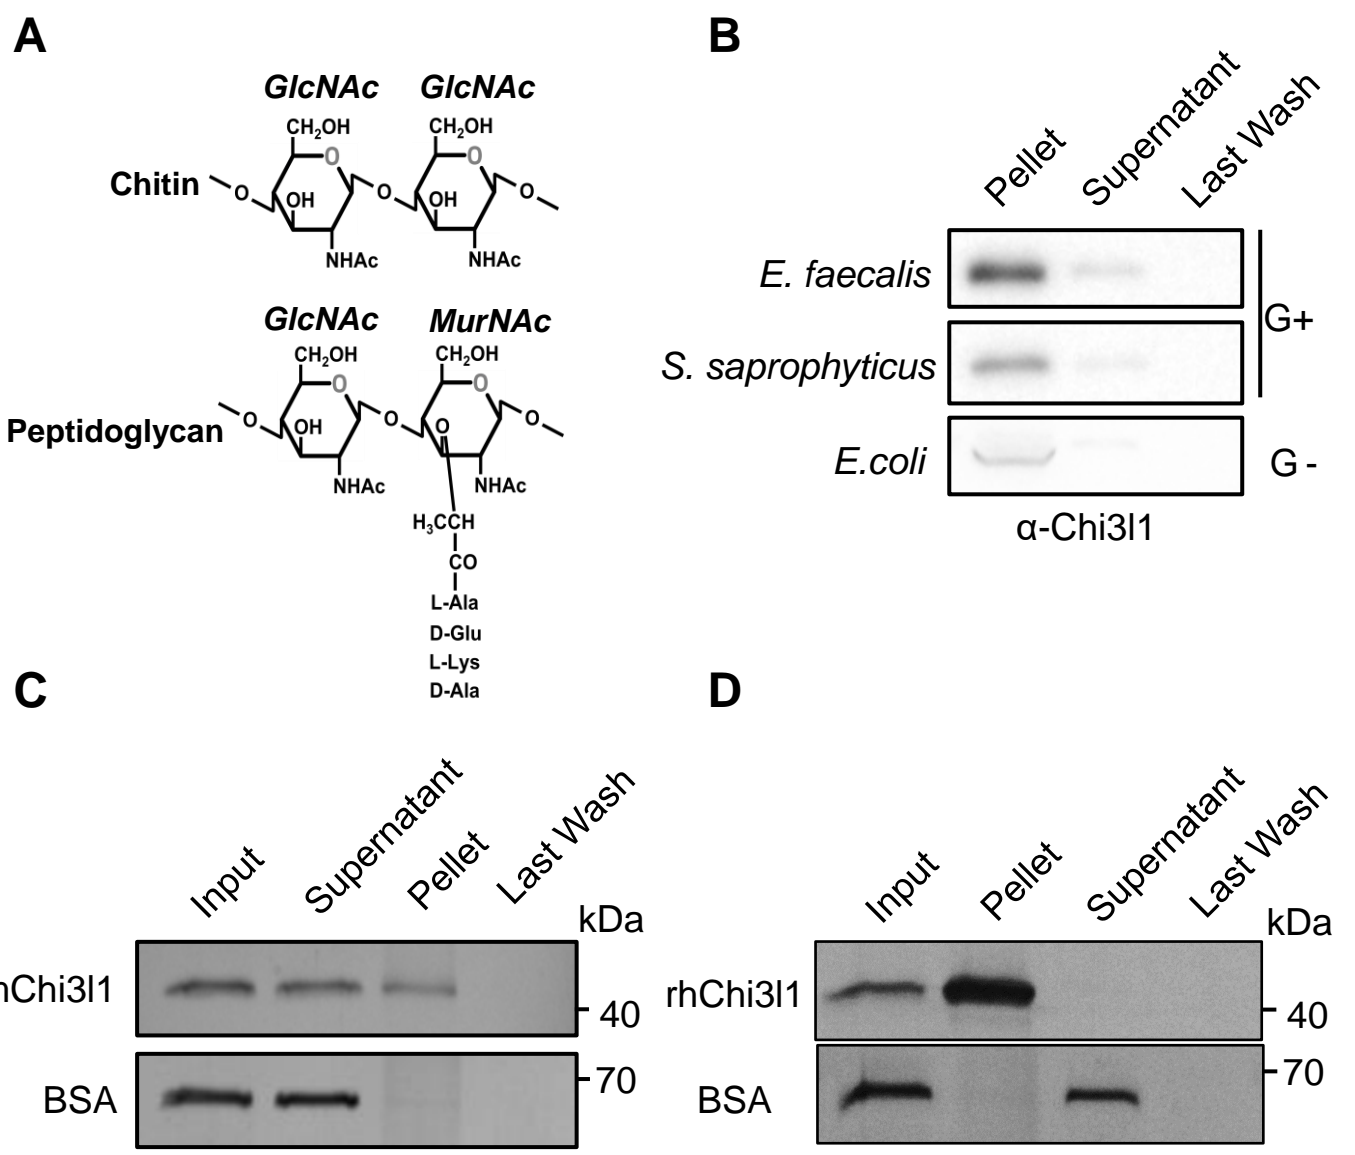 A
GlcNAc GlcNAc
CH2OH CH2OH
O O
Chitin
O OH O OH O
NHAc NHAc
GlcNAc MurNAc
CH2OH CH2OH
O O
Peptidoglycan
O OH O O O
NHAc NHAc
H3CCH
CO
L-Ala
D-Glu
L-Lys
D-Ala
B
Pellet Supernatant Last Wash
E. faecalis
S. saprophyticus
G+
E.coli G -
α-Chi3l1
C
Input Supernatant Pellet Last Wash
kDa
hChi3l1
40
BSA
70
D
Input Pellet Supernatant Last Wash
kDa
rhChi3l1
40
BSA
70